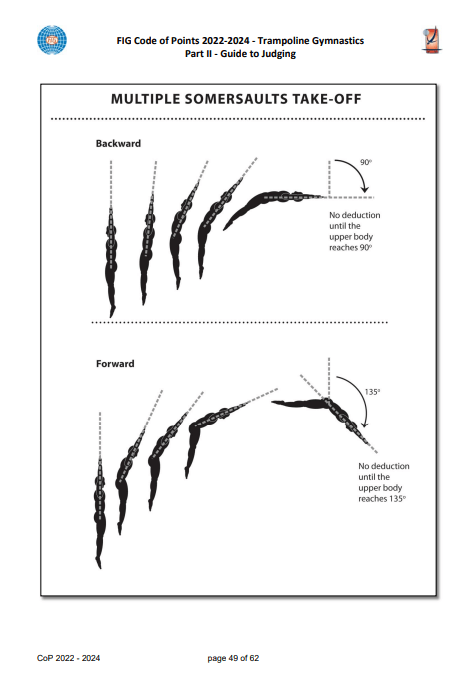 FIG Code of Points 2022-2024 - Trampoline Gymnastics
Part II - Guide to Judging
MULTIPLE SOMERSAULTS TAKE-OFF
Backward
90°
No deduction
until the
upper body
reaches 90°
Forward
135°
No deduction
until the
upper body
reaches 135°
CoP 2022 - 2024
page 49 of 62